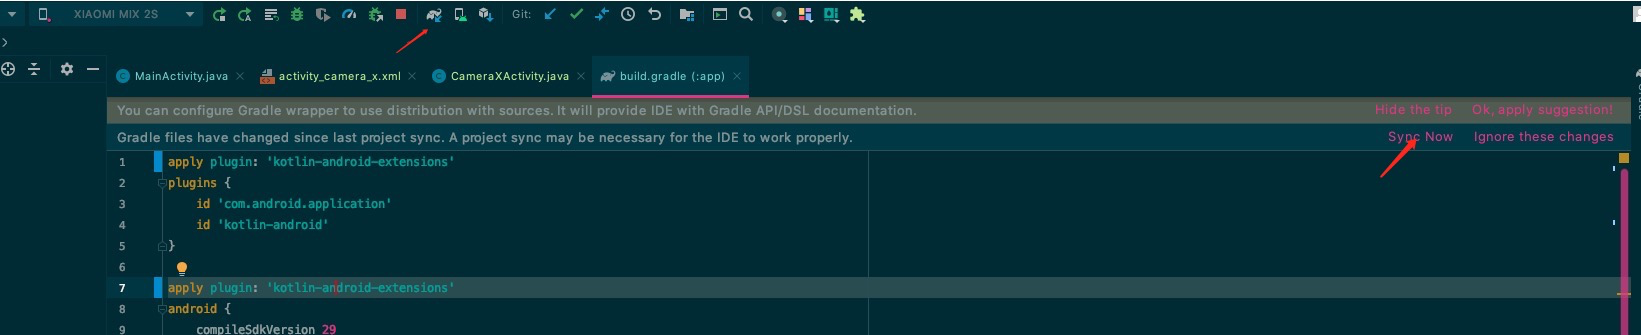 XIAOMI MIX 2S Git:
MainActivity.java activity_camera_x.xml CameraXActivity.java build.gradle (:app)
You can configure Gradle wrapper to use distribution with sources. It will provide IDE with Gradle API/DSL documentation. Hide the tip Ok, apply suggestion!
Gradle files have changed since last project sync. A project sync may be necessary for the IDE to work properly. Sync Now Ignore these changes
1 apply plugin: 'kotlin-android-extensions'
2 plugins {
3 id 'com.android.application'
4 id 'kotlin-android'
5 }
6
7 apply plugin: 'kotlin-android-extensions'
8 android {
9 compileSdkVersion 29